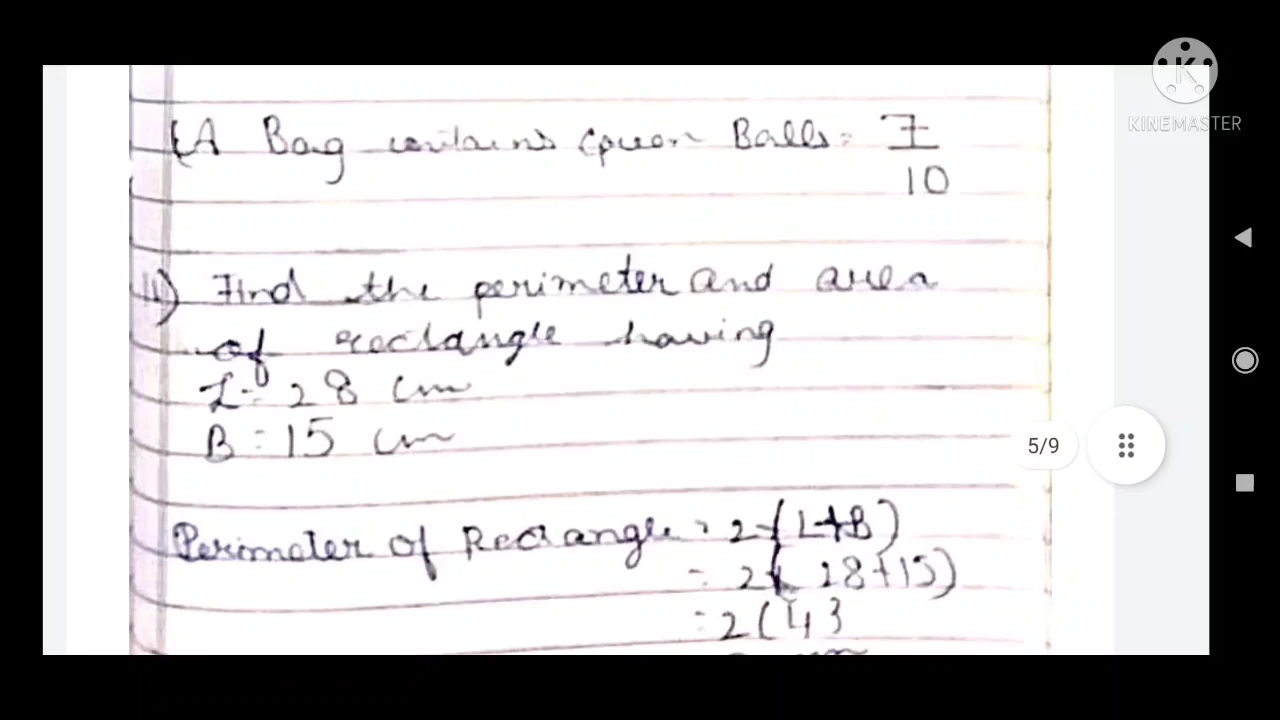 (A Bag contains Green Balls = 7/10
KINEMASTER
11) Find the perimeter and area
of rectangle having
L = 28 cm
B = 15 cm
5/9
Perimeter of Rectangle = 2(L+B)
= 2(28+15)
= 2(43